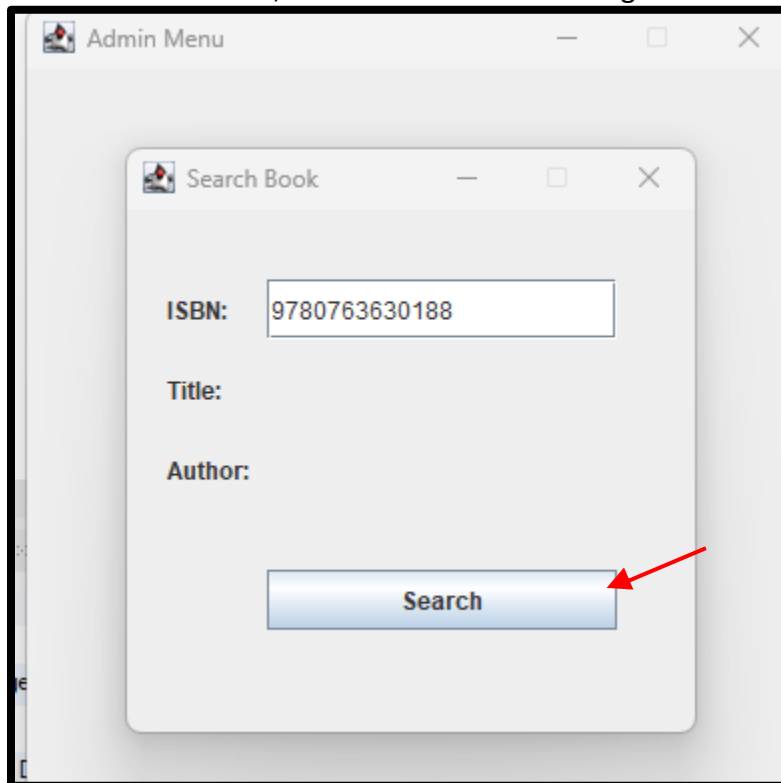 Admin Menu
Search Book
ISBN: 9780763630188
Title:
Author:
Search